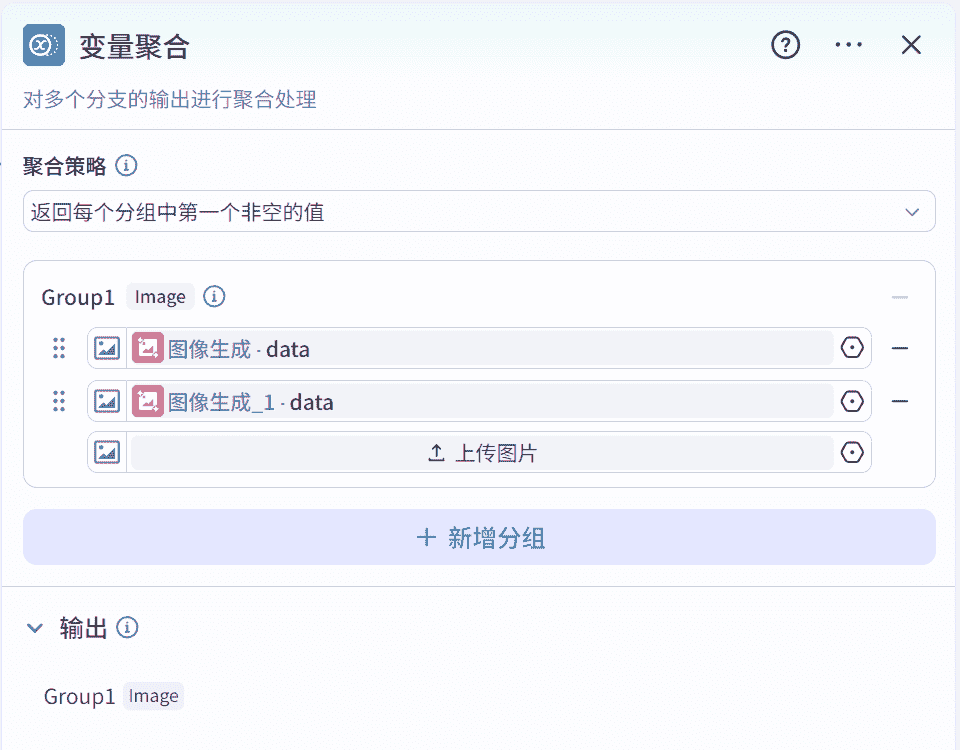 变量聚合
对多个分支的输出进行聚合处理
聚合策略
返回每个分组中第一个非空的值
Group1 Image
图像生成 · data
图像生成_1 · data
上传图片
+ 新增分组
输出
Group1 Image